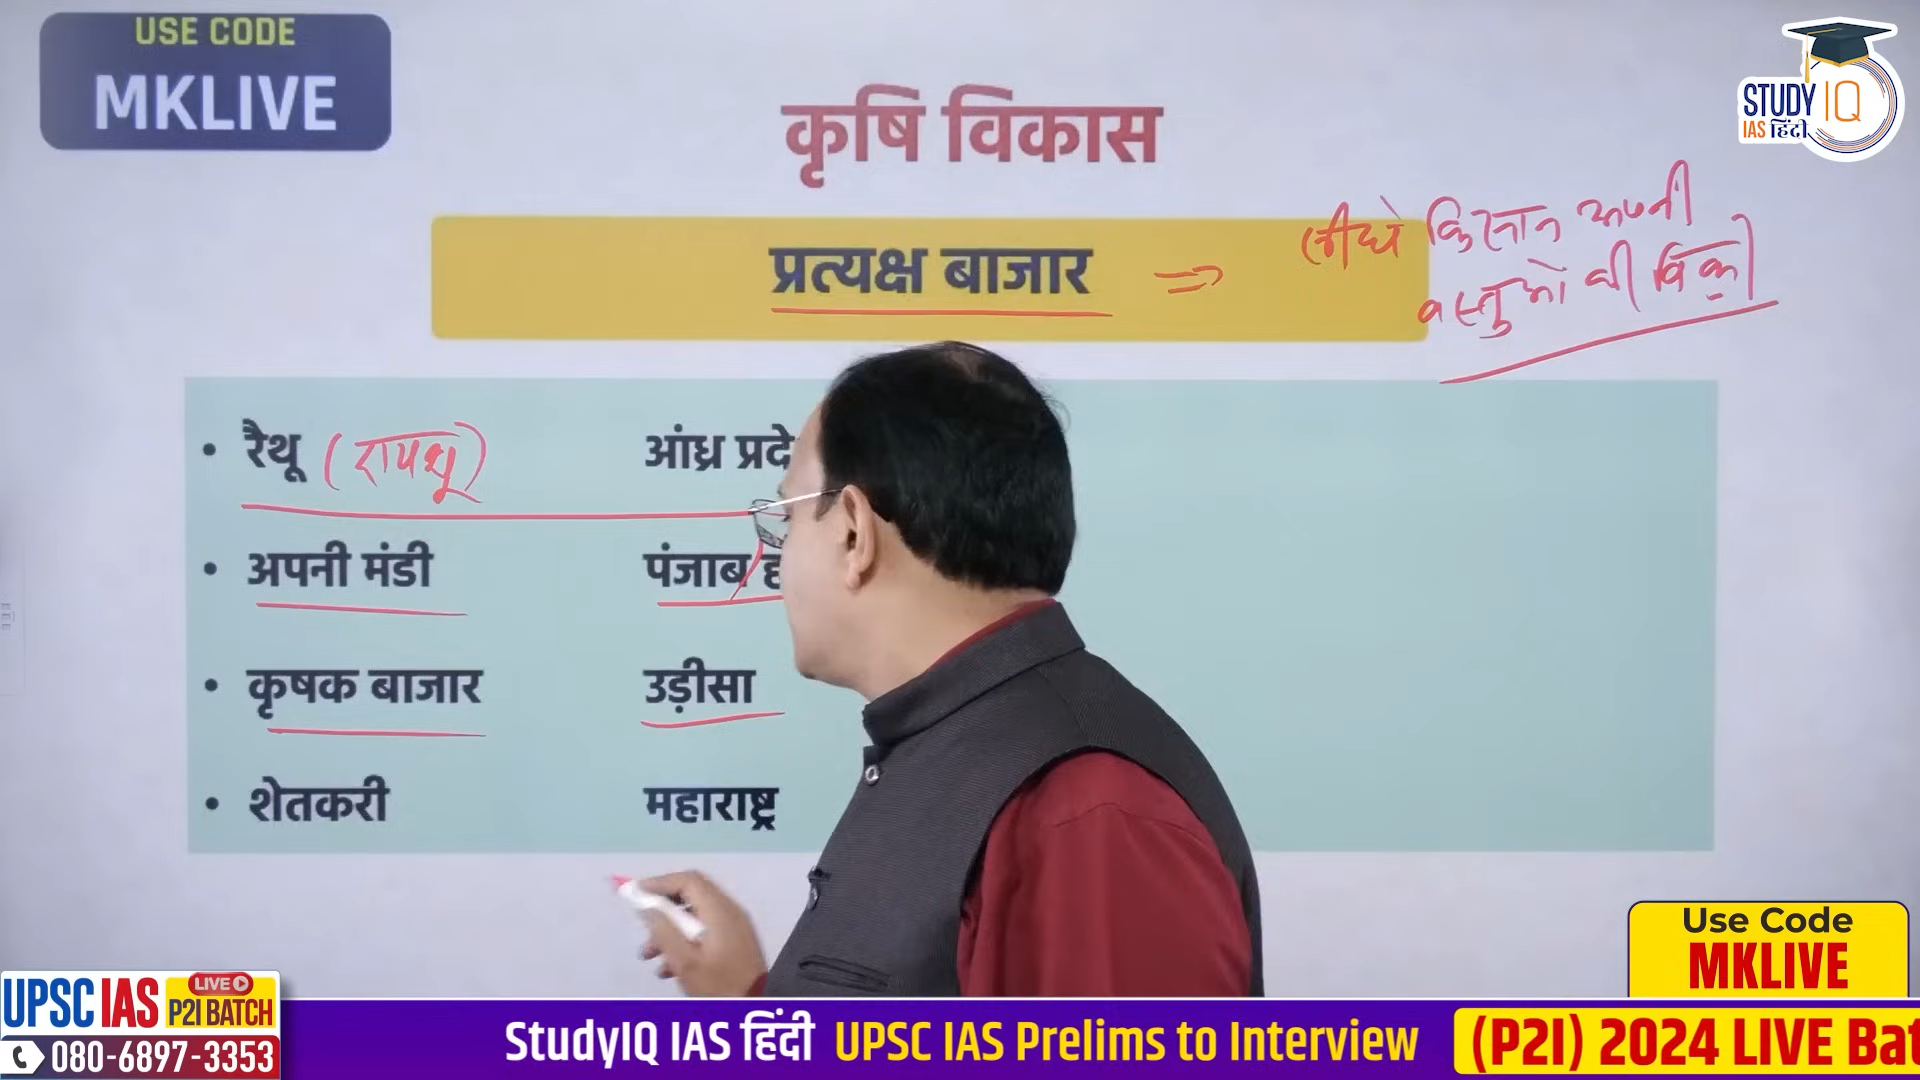 USE CODE
MKLIVE
STUDY IQ
IAS हिंदी
कृषि विकास
प्रत्यक्ष बाजार ⇒ सीधे किसान अपनी
वस्तुओं की बिक्री
• रैथू (रायथू) आंध्र प्रदे
• अपनी मंडी पंजाब ह
• कृषक बाजार उड़ीसा
• शेतकरी महाराष्ट्र
Use Code
MKLIVE
UPSC IAS LIVE P2I BATCH
080-6897-3353
StudyIQ IAS हिंदी UPSC IAS Prelims to Interview (P2I) 2024 LIVE Bat